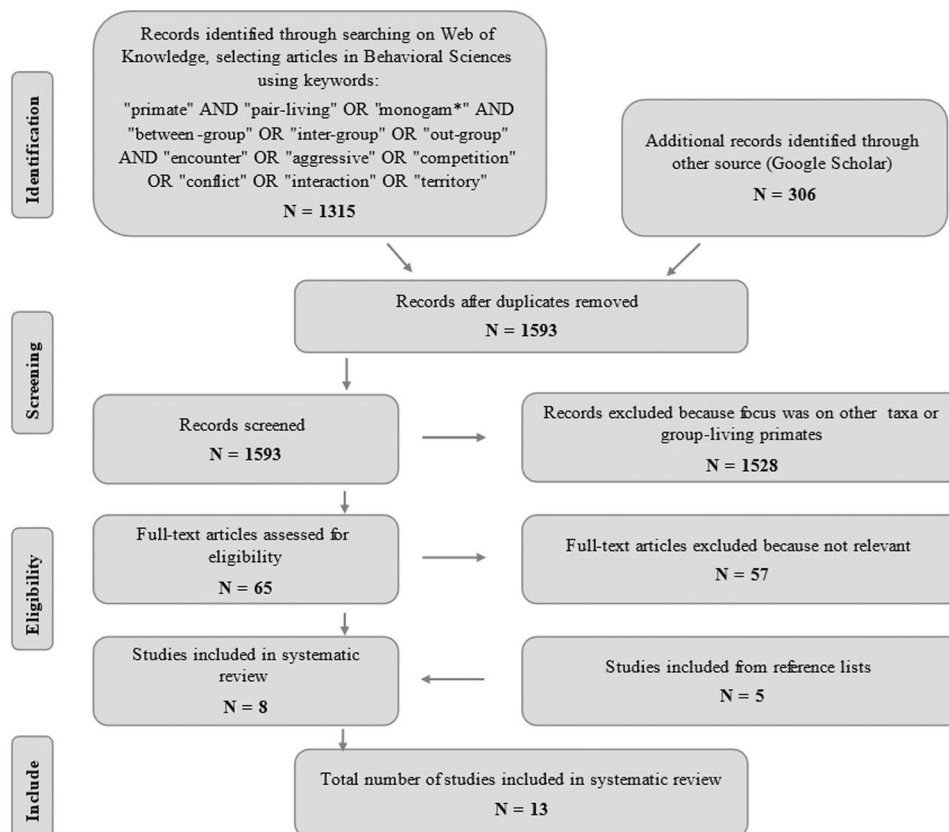 Identification
Records identified through searching on Web of
Knowledge, selecting articles in Behavioral Sciences
using keywords:
"primate" AND "pair-living" OR "monogam*" AND
"between-group" OR "inter-group" OR "out-group"
AND "encounter" OR "aggressive" OR "competition"
OR "conflict" OR "interaction" OR "territory"
N = 1315
Additional records identified through
other source (Google Scholar)
N = 306
Screening
Records after duplicates removed
N = 1593
Records screened
N = 1593
Records excluded because focus was on other taxa or
group-living primates
N = 1528
Eligibility
Full-text articles assessed for
eligibility
N = 65
Full-text articles excluded because not relevant
N = 57
Studies included in systematic
review
N = 8
Studies included from reference lists
N = 5
Include
Total number of studies included in systematic review
N = 13